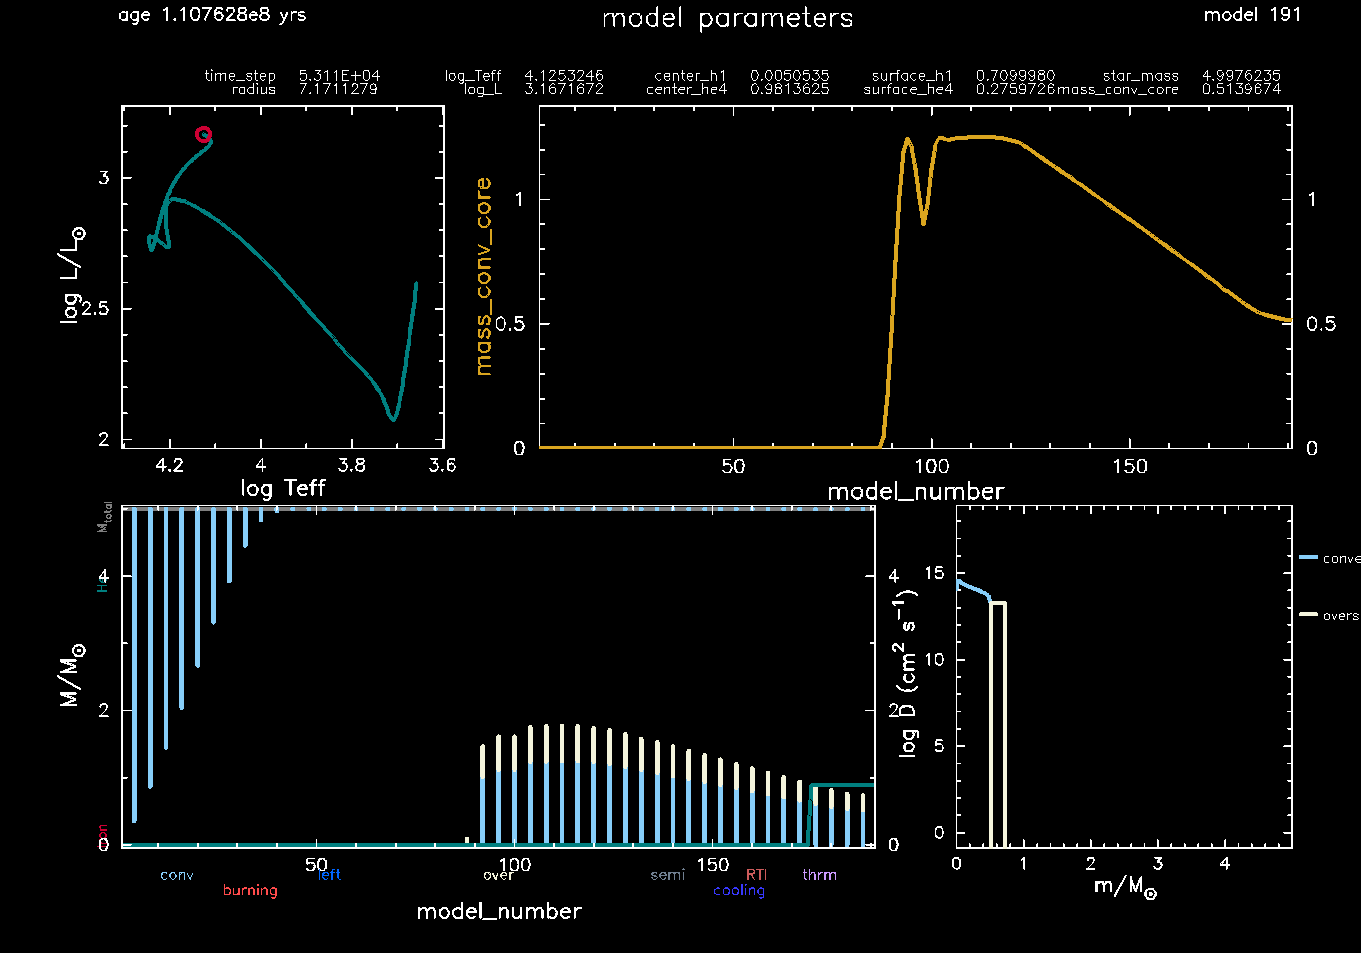 age 1.107628e8 yrs model parameters model 191
time_step 5.311E+04 log_Teff 4.1253246 center_h1 0.0050535 surface_h1 0.7099980 star_mass 4.9976235
radius 7.1711279 log_L 3.1671672 center_he4 0.9813625 surface_he4 0.2759726 mass_conv_core 0.5139674
log L/L⊙
3
2.5
2
4.2 4 3.8 3.6
log Teff
mass_conv_core
1
0.5
0
1
0.5
0
50 100 150
model_number
M/M⊙
Mtotal
He
4
2
0
4
2
0
50 100 150
conv left over semi RTI thrm
burning cooling
model_number
log D (cm² s⁻¹)
15
10
5
0
0 1 2 3 4
m/M⊙
conve
overs